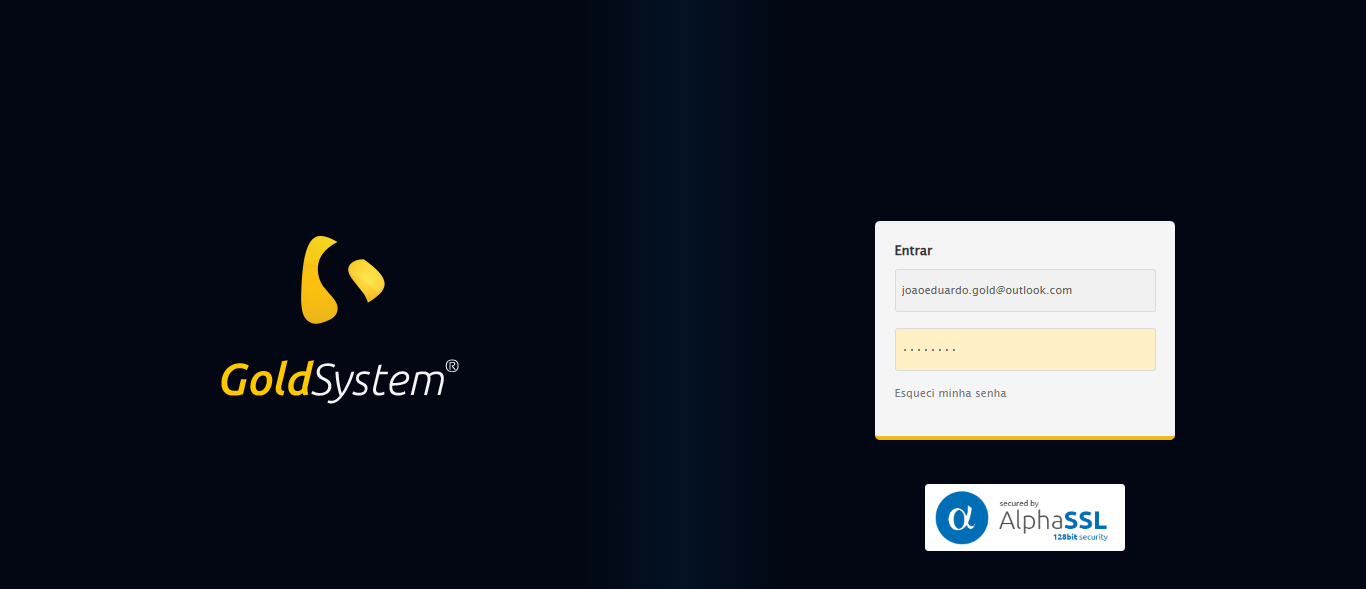 GoldSystem®
Entrar
joaoeduardo.gold@outlook.com
········
Esqueci minha senha
α
secured by
AlphaSSL
128bit security